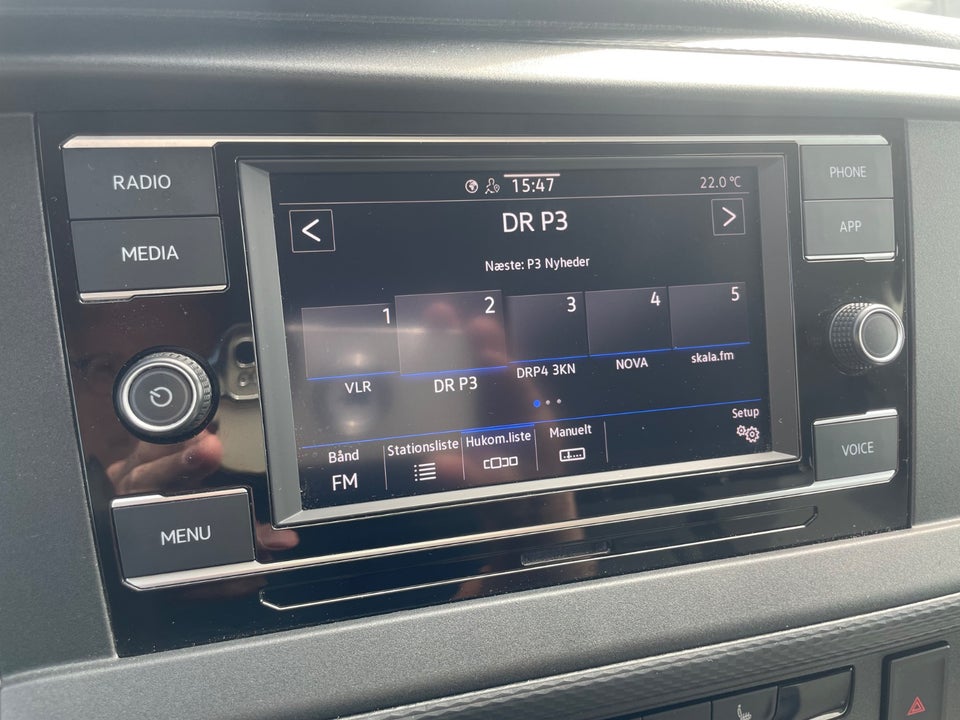 RADIO
MEDIA
MENU
15:47
22.0 °C
<
DR P3
>
Næste: P3 Nyheder
1
2
3
4
5
VLR
DR P3
DRP4 3KN
NOVA
skala.fm
Bånd
FM
Stationsliste
Hukom.liste
Manuelt
Setup
PHONE
APP
VOICE